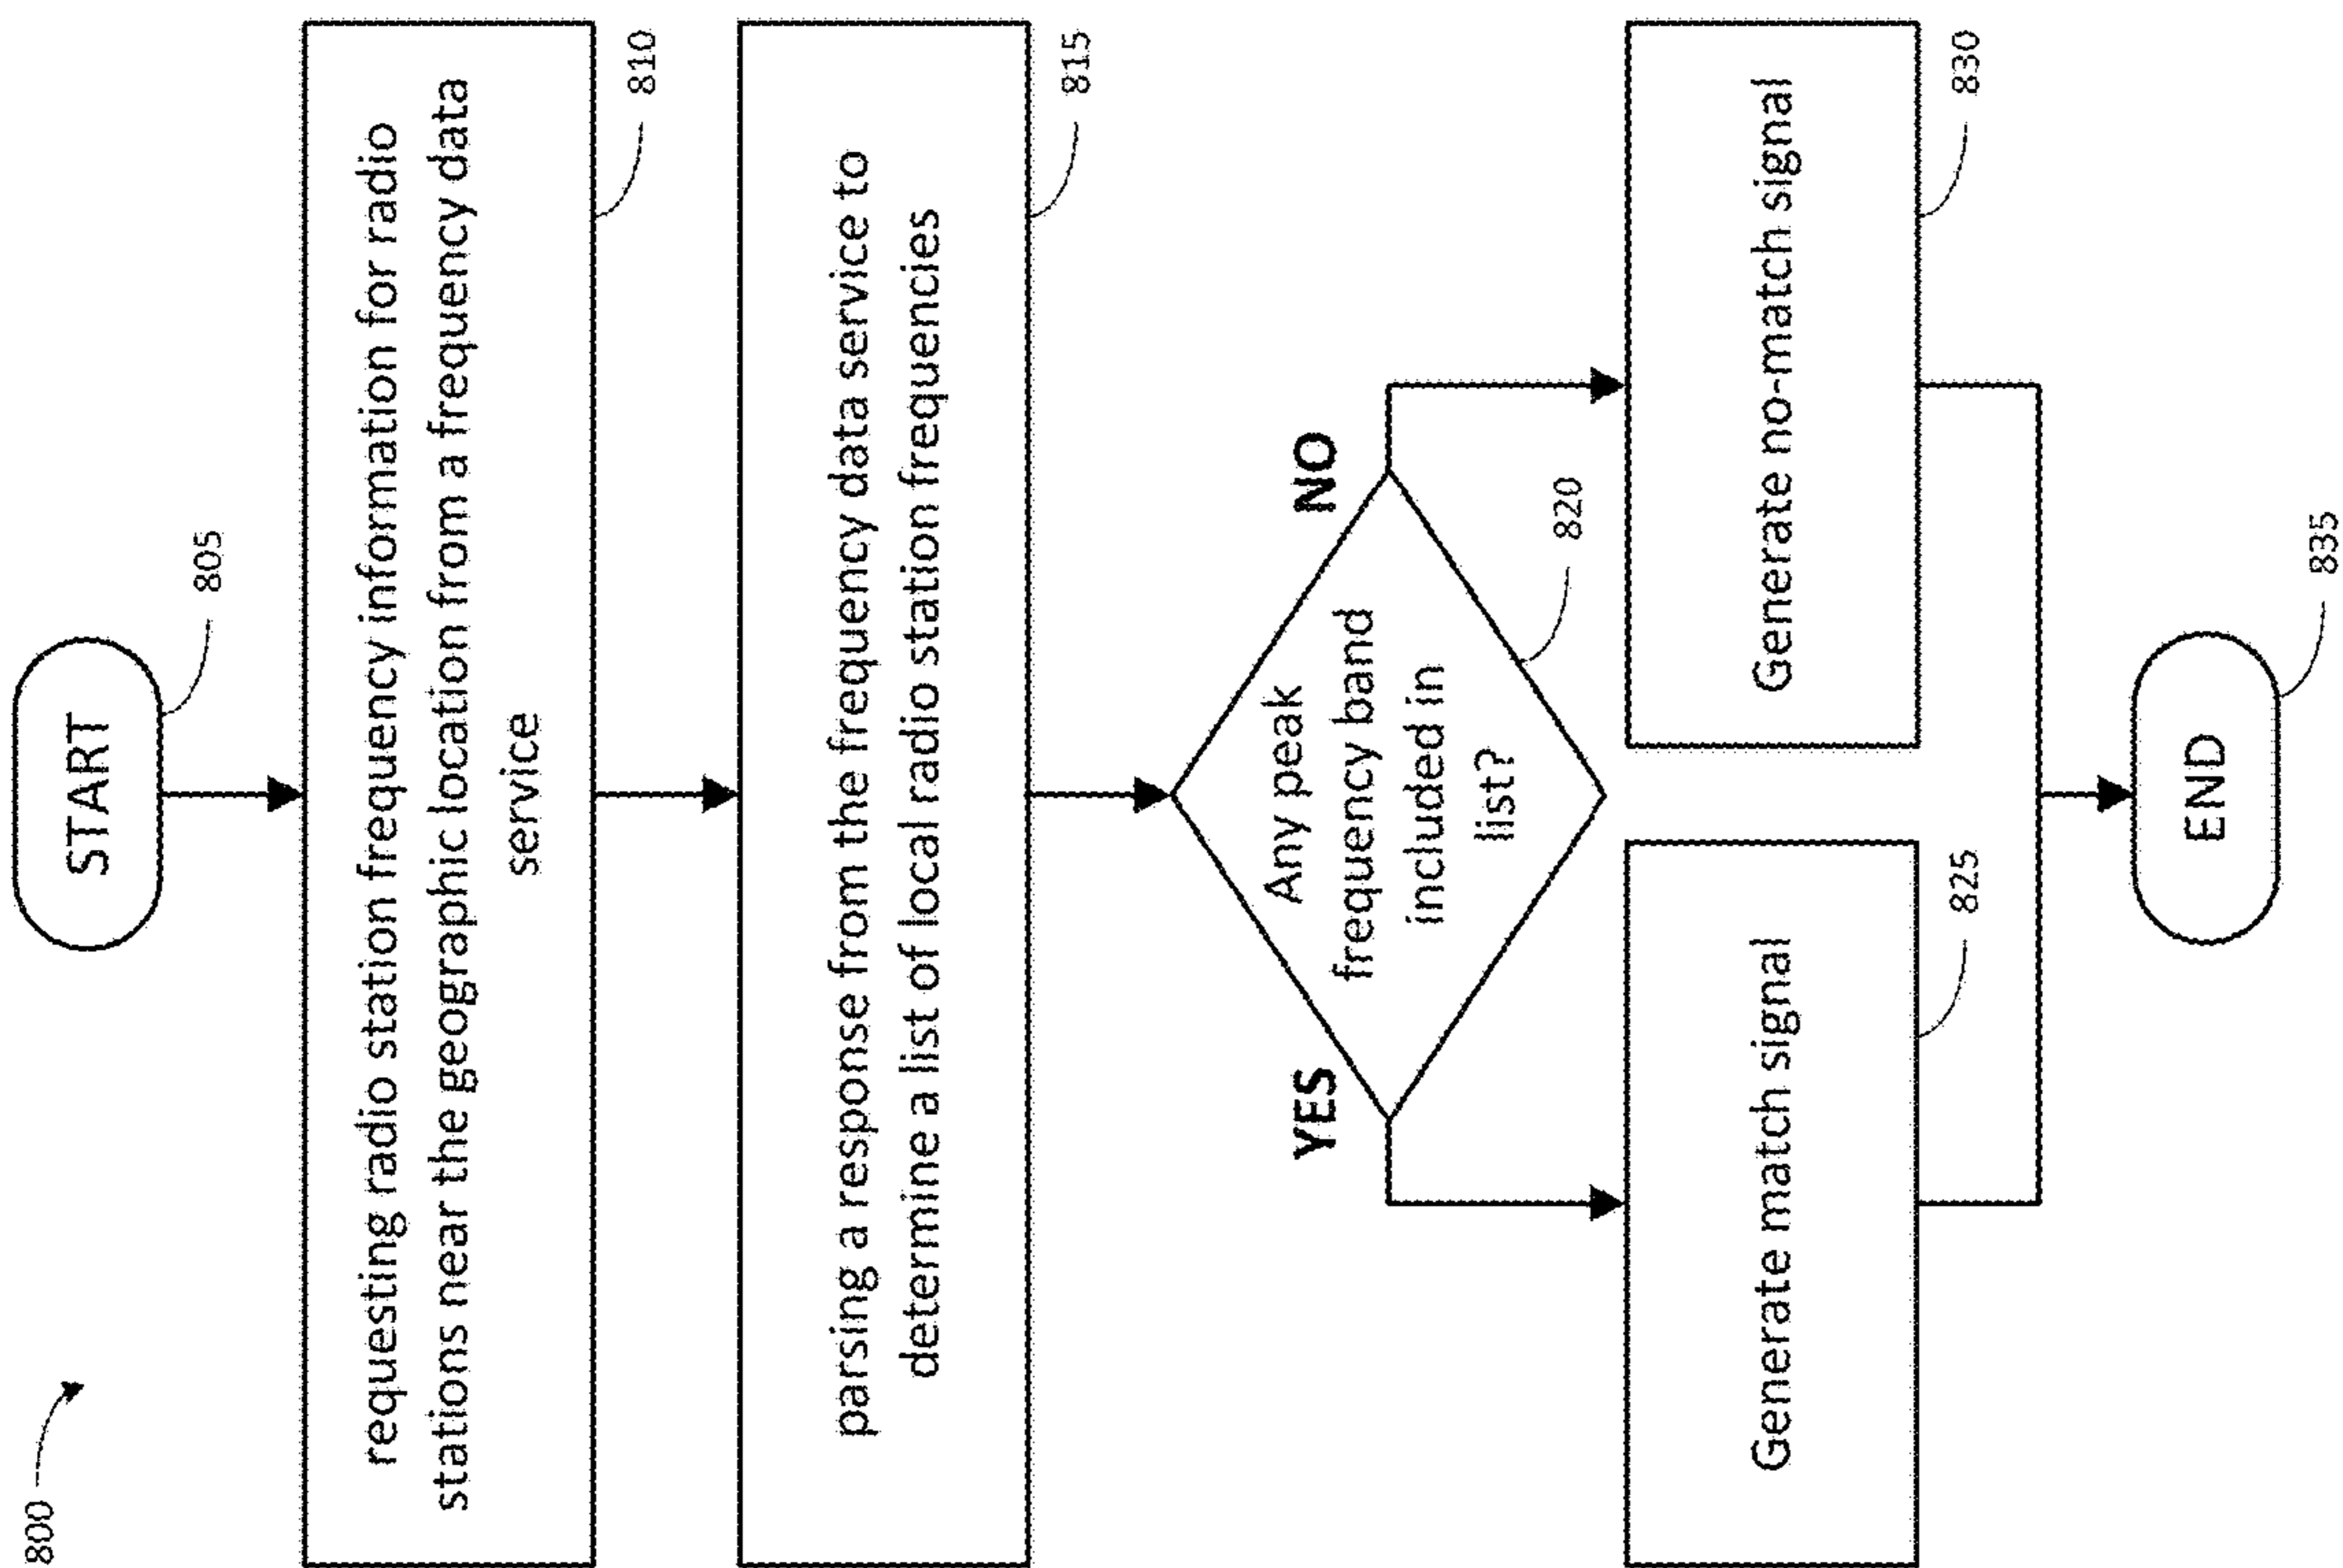 800
START
805
requesting radio station frequency information for radio
stations near the geographic location from a frequency data
service
810
parsing a response from the frequency data service to
determine a list of local radio station frequencies
815
Any peak
frequency band
included in
list?
820
YES
NO
Generate match signal
825
Generate no-match signal
830
END
835